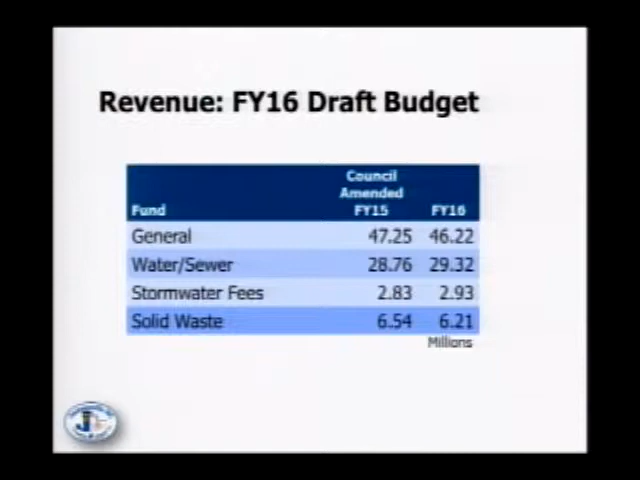 Revenue: FY16 Draft Budget
Council
Amended
Fund FY15 FY16
General 47.25 46.22
Water/Sewer 28.76 29.32
Stormwater Fees 2.83 2.93
Solid Waste 6.54 6.21
Millions